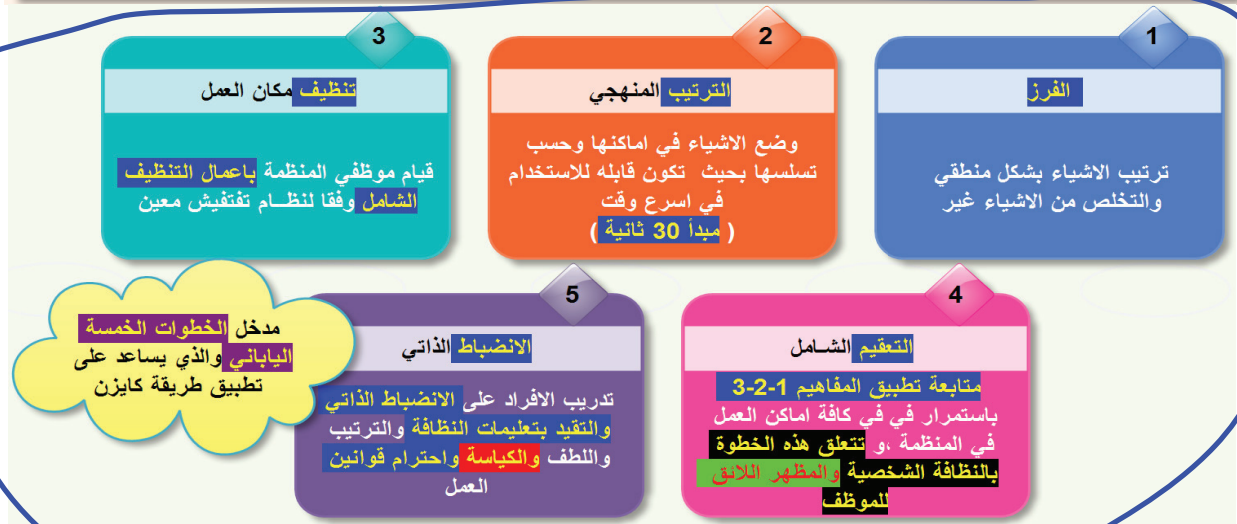 1
الفرز
ترتيب الاشياء بشكل منطقي
والتخلص من الاشياء غير
2
الترتيب المنهجي
وضع الاشياء في اماكنها وحسب
تسلسها بحيث تكون قابله للاستخدام
في اسرع وقت
( مبدأ 30 ثانية )
3
تنظيف مكان العمل
قيام موظفي المنظمة باعمال التنظيف
الشامل وفقا لنظــام تفتفيش معين
4
التعقيم الشــامل
متابعة تطبيق المفاهيم 1-2-3
باستمرار في في كافة اماكن العمل
في المنظمة ،و تتعلق هذه الخطوة
بالنظافة الشخصية والمظهر اللائق
للموظف
5
الانضباط الذاتي
تدريب الافراد على الانضباط الذاتي
والتقيد بتعليمات النظافة والترتيب
واللطف والكياسة واحترام قوانين
العمل
مدخل الخطوات الخمسة
الياباني والذي يساعد على
تطبيق طريقة كايزن